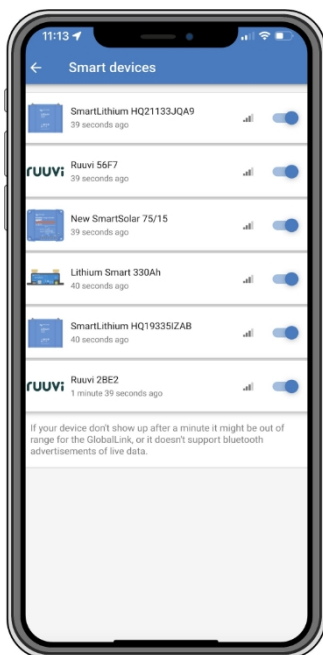 11:13
Smart devices
SmartLithium HQ21133JQA9
39 seconds ago
ruuvi
Ruuvi 56F7
39 seconds ago
New SmartSolar 75/15
39 seconds ago
Lithium Smart 330Ah
40 seconds ago
SmartLithium HQ19335IZAB
40 seconds ago
ruuvi
Ruuvi 2BE2
1 minute 39 seconds ago
If your device don't show up after a minute it might be out of
range for the GlobalLink, or it doesn't support bluetooth
advertisements of live data.